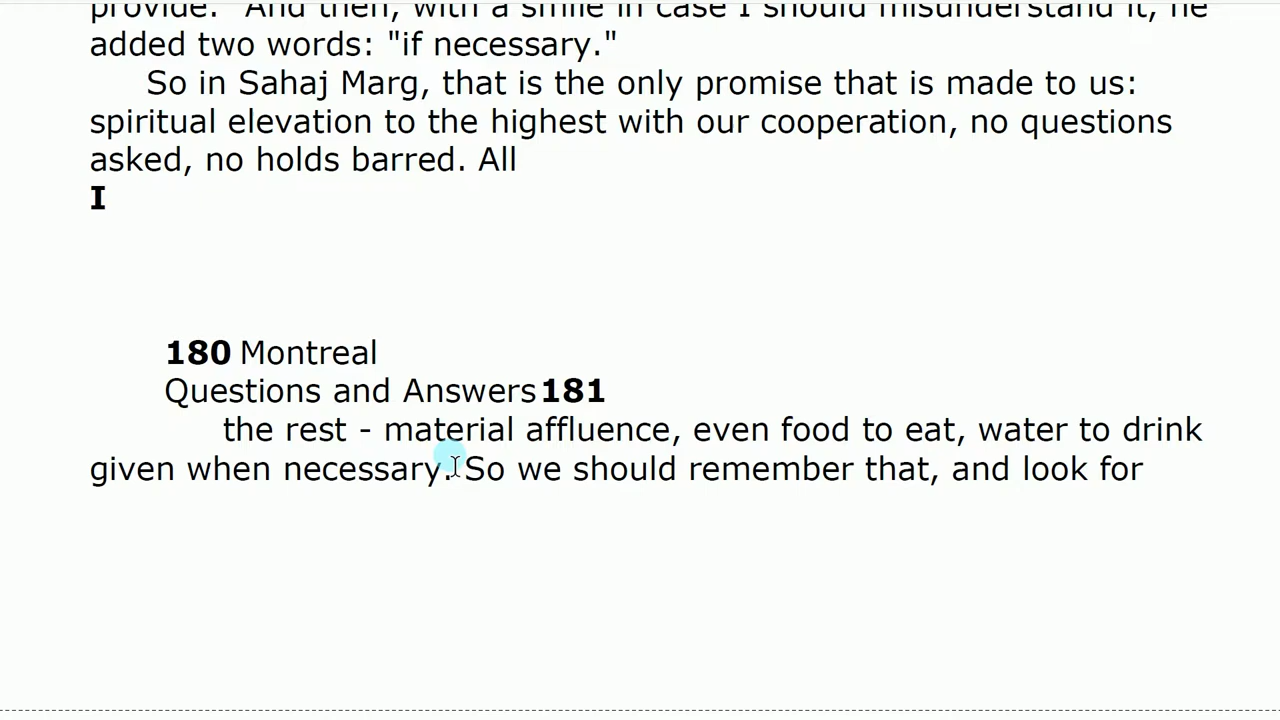 provide." And then, with a smile in case I should misunderstand it, he
added two words: "if necessary."
So in Sahaj Marg, that is the only promise that is made to us:
spiritual elevation to the highest with our cooperation, no questions
asked, no holds barred. All
I
180 Montreal
Questions and Answers 181
the rest - material affluence, even food to eat, water to drink
given when necessary. So we should remember that, and look for